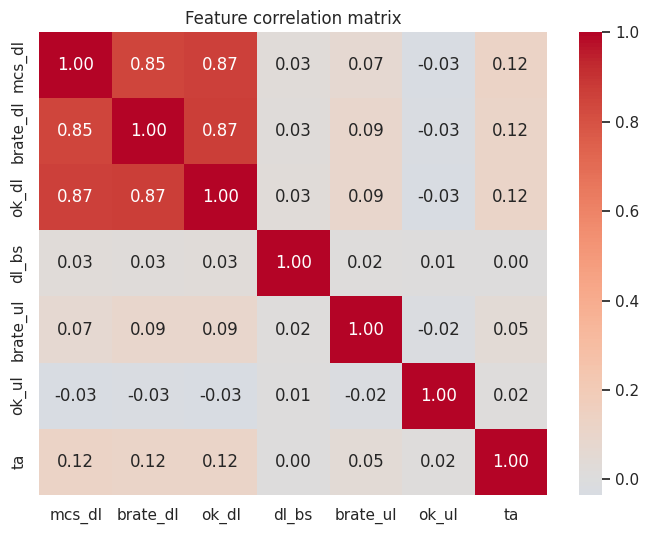 Feature correlation matrix
mcs_dl 1.00 0.85 0.87 0.03 0.07 -0.03 0.12
brate_dl 0.85 1.00 0.87 0.03 0.09 -0.03 0.12
ok_dl 0.87 0.87 1.00 0.03 0.09 -0.03 0.12
dl_bs 0.03 0.03 0.03 1.00 0.02 0.01 0.00
brate_ul 0.07 0.09 0.09 0.02 1.00 -0.02 0.05
ok_ul -0.03 -0.03 -0.03 0.01 -0.02 1.00 0.02
ta 0.12 0.12 0.12 0.00 0.05 0.02 1.00
mcs_dl brate_dl ok_dl dl_bs brate_ul ok_ul ta
1.0
0.8
0.6
0.4
0.2
0.0